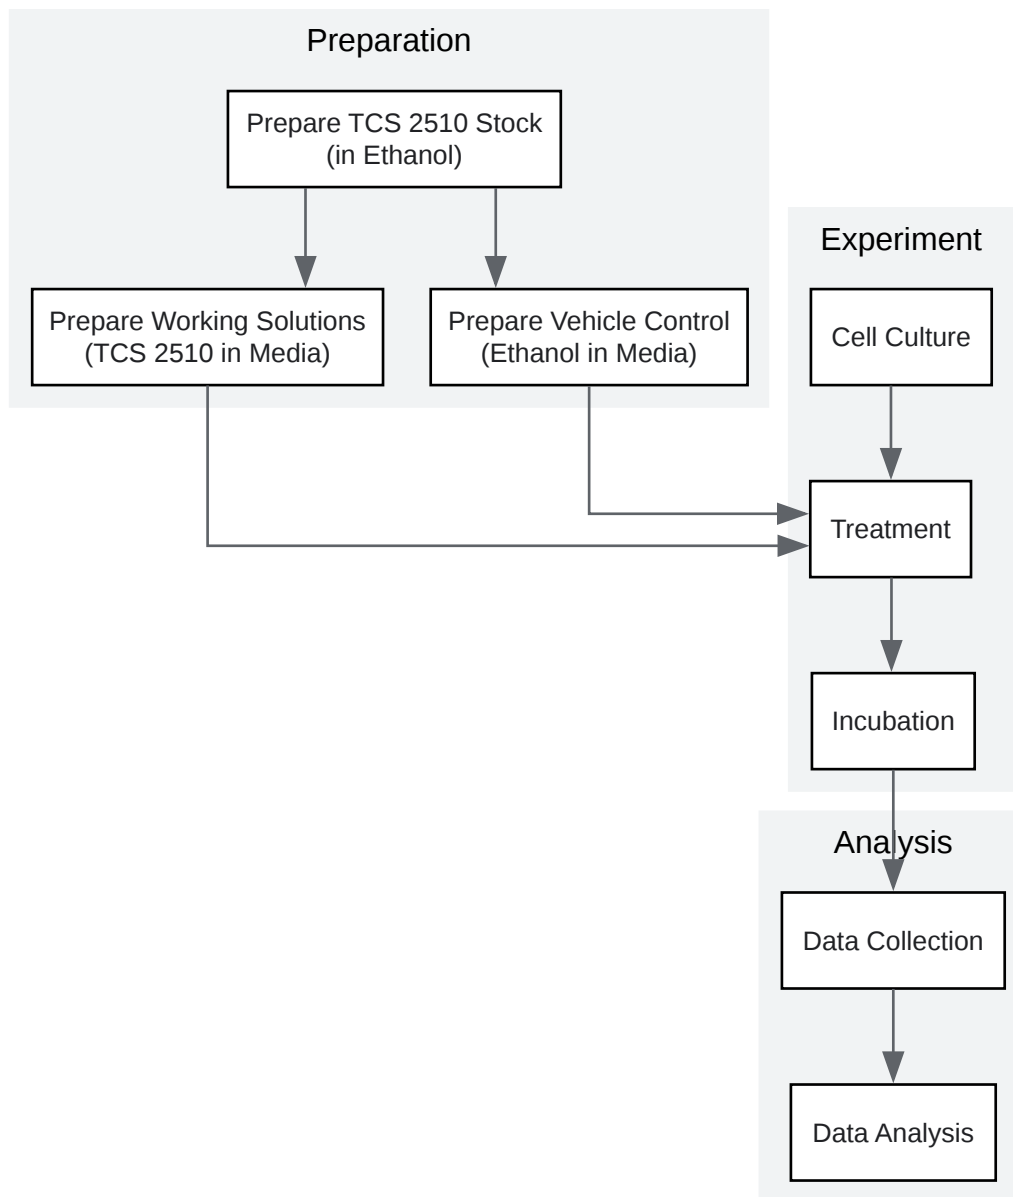 Preparation
Prepare TCS 2510 Stock
(in Ethanol)
Prepare Working Solutions
(TCS 2510 in Media)
Prepare Vehicle Control
(Ethanol in Media)
Experiment
Cell Culture
Treatment
Incubation
Analysis
Data Collection
Data Analysis